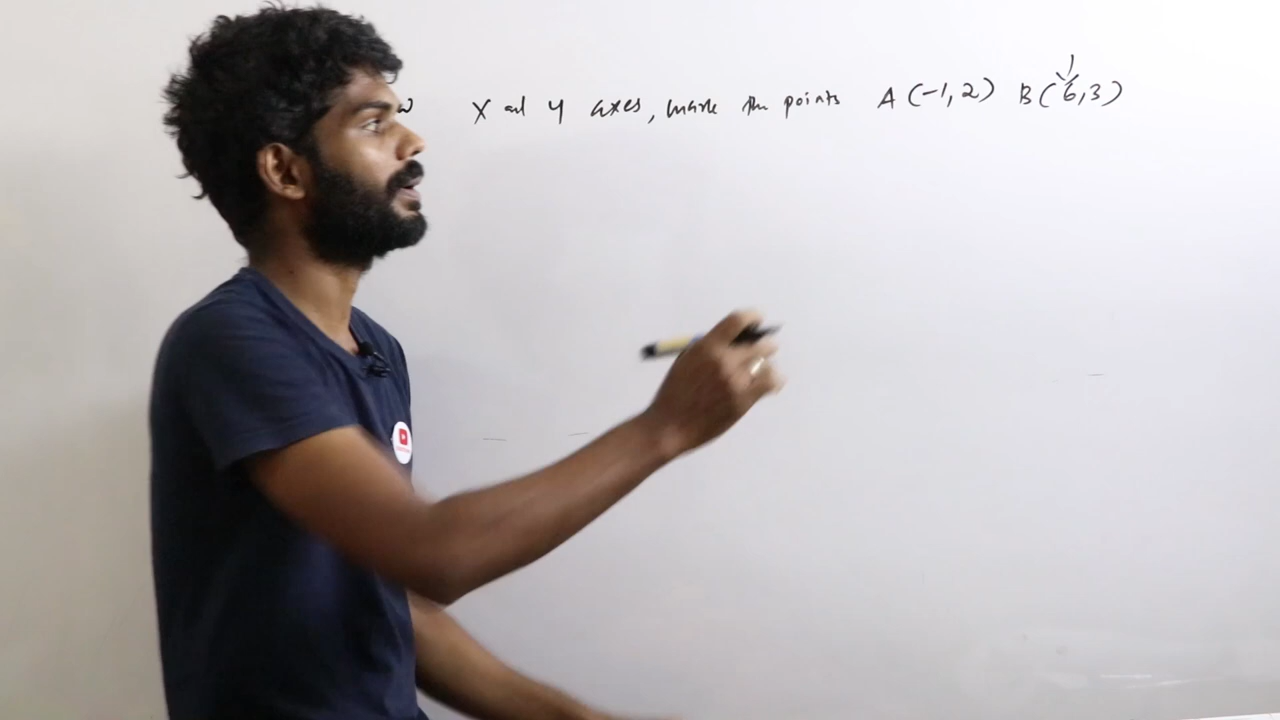 X and y axes, mark the points A (-1,2) B(6,3)